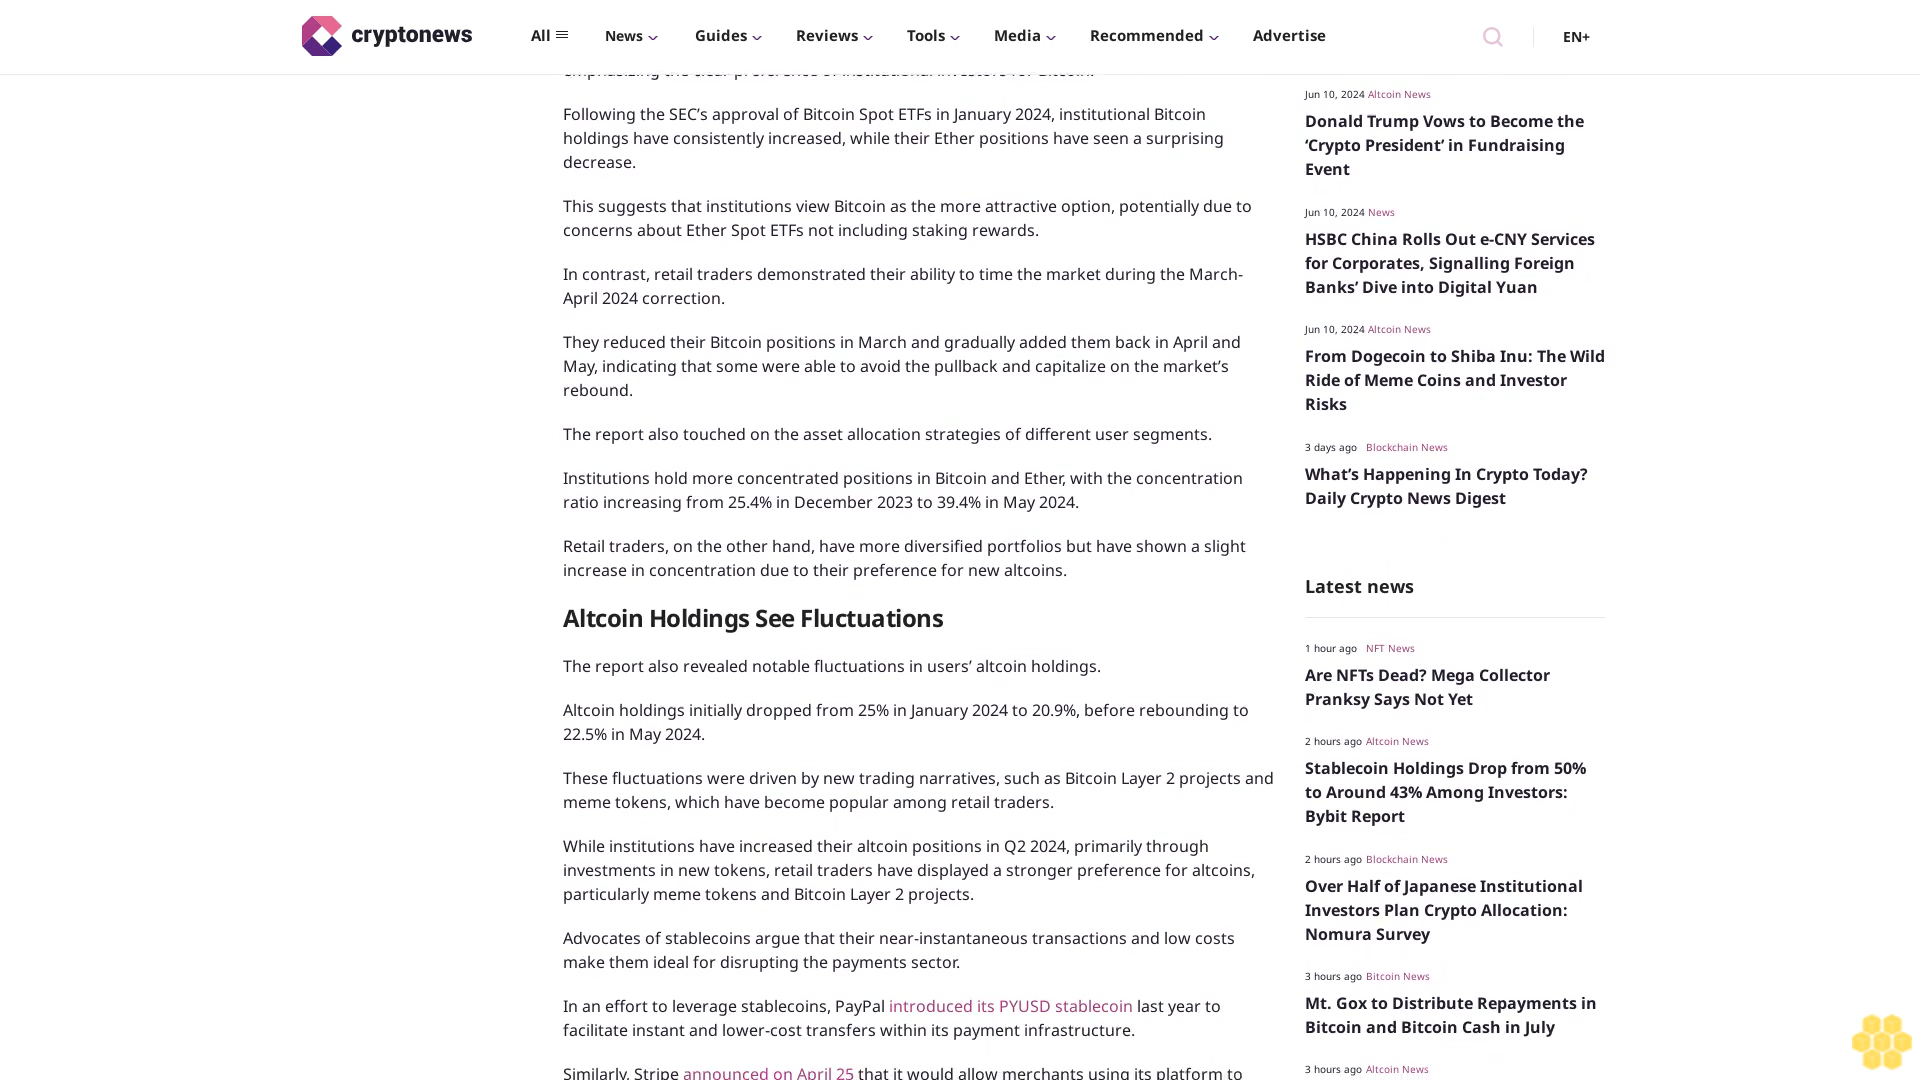 cryptonews
All
News
Guides
Reviews
Tools
Media
Recommended
Advertise
EN+
emphasizing the clear preference of institutional investors for Bitcoin.
Following the SEC’s approval of Bitcoin Spot ETFs in January 2024, institutional Bitcoin
holdings have consistently increased, while their Ether positions have seen a surprising
decrease.
This suggests that institutions view Bitcoin as the more attractive option, potentially due to
concerns about Ether Spot ETFs not including staking rewards.
In contrast, retail traders demonstrated their ability to time the market during the March-
April 2024 correction.
They reduced their Bitcoin positions in March and gradually added them back in April and
May, indicating that some were able to avoid the pullback and capitalize on the market’s
rebound.
The report also touched on the asset allocation strategies of different user segments.
Institutions hold more concentrated positions in Bitcoin and Ether, with the concentration
ratio increasing from 25.4% in December 2023 to 39.4% in May 2024.
Retail traders, on the other hand, have more diversified portfolios but have shown a slight
increase in concentration due to their preference for new altcoins.
Altcoin Holdings See Fluctuations
The report also revealed notable fluctuations in users’ altcoin holdings.
Altcoin holdings initially dropped from 25% in January 2024 to 20.9%, before rebounding to
22.5% in May 2024.
These fluctuations were driven by new trading narratives, such as Bitcoin Layer 2 projects and
meme tokens, which have become popular among retail traders.
While institutions have increased their altcoin positions in Q2 2024, primarily through
investments in new tokens, retail traders have displayed a stronger preference for altcoins,
particularly meme tokens and Bitcoin Layer 2 projects.
Advocates of stablecoins argue that their near-instantaneous transactions and low costs
make them ideal for disrupting the payments sector.
In an effort to leverage stablecoins, PayPal introduced its PYUSD stablecoin last year to
facilitate instant and lower-cost transfers within its payment infrastructure.
Similarly, Stripe announced on April 25 that it would allow merchants using its platform to
Jun 10, 2024 Altcoin News
Donald Trump Vows to Become the
‘Crypto President’ in Fundraising
Event
Jun 10, 2024 News
HSBC China Rolls Out e-CNY Services
for Corporates, Signalling Foreign
Banks’ Dive into Digital Yuan
Jun 10, 2024 Altcoin News
From Dogecoin to Shiba Inu: The Wild
Ride of Meme Coins and Investor
Risks
3 days ago Blockchain News
What’s Happening In Crypto Today?
Daily Crypto News Digest
Latest news
1 hour ago NFT News
Are NFTs Dead? Mega Collector
Pranksy Says Not Yet
2 hours ago Altcoin News
Stablecoin Holdings Drop from 50%
to Around 43% Among Investors:
Bybit Report
2 hours ago Blockchain News
Over Half of Japanese Institutional
Investors Plan Crypto Allocation:
Nomura Survey
3 hours ago Bitcoin News
Mt. Gox to Distribute Repayments in
Bitcoin and Bitcoin Cash in July
3 hours ago Altcoin News